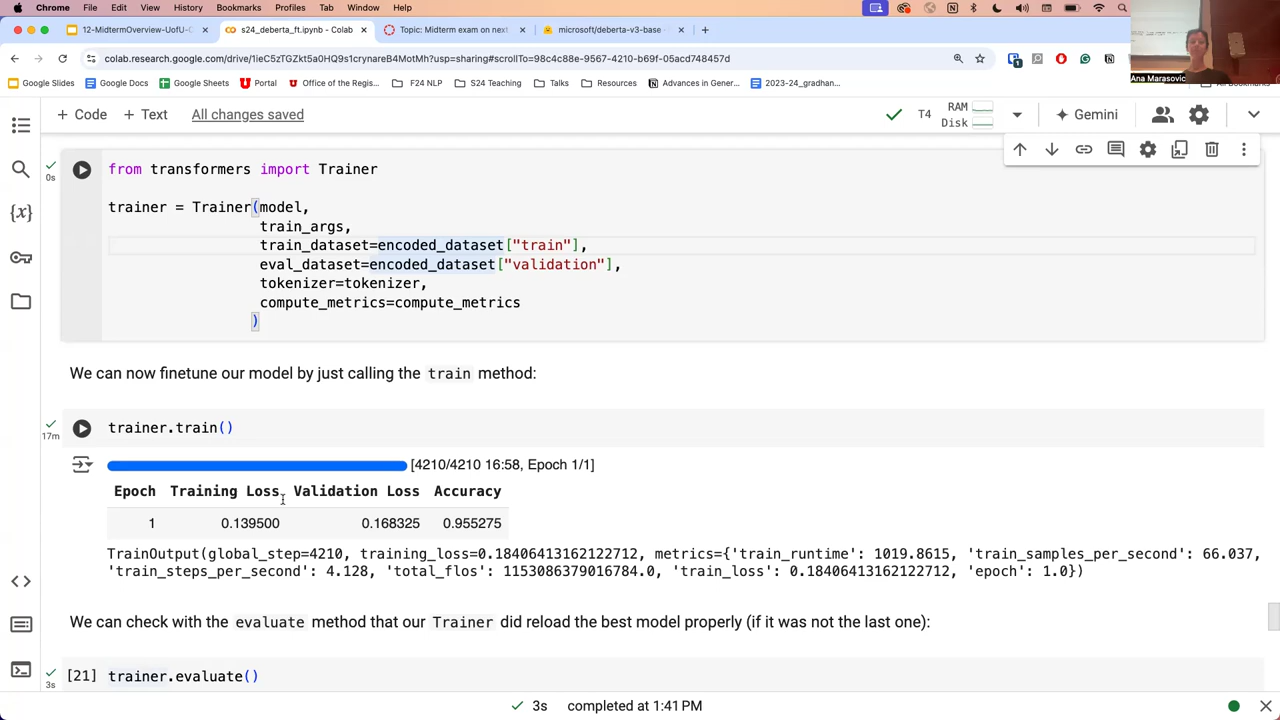 Chrome File Edit View History Bookmarks Profiles Tab Window Help
12-MidtermOverview-UofU-C
s24_deberta_ft.ipynb - Colab
Topic: Midterm exam on next
microsoft/deberta-v3-base
colab.research.google.com/drive/1ieC5zTGZkt5aOHQ9s1crynareB4MotMh?usp=sharing#scrollTo=98c4c88e-9567-4210-b69f-05acd748457d
Ana Marasovic
Google Slides Google Docs Google Sheets Portal Office of the Regis... F24 NLP S24 Teaching Talks Resources Advances in Gener... 2023-24_gradhan...
+ Code + Text All changes saved T4 RAM Disk Gemini
from transformers import Trainer
0s
trainer = Trainer(model,
train_args,
train_dataset=encoded_dataset["train"],
eval_dataset=encoded_dataset["validation"],
tokenizer=tokenizer,
compute_metrics=compute_metrics
)
We can now finetune our model by just calling the train method:
trainer.train()
17m
[4210/4210 16:58, Epoch 1/1]
Epoch Training Loss Validation Loss Accuracy
1 0.139500 0.168325 0.955275
TrainOutput(global_step=4210, training_loss=0.18406413162122712, metrics={'train_runtime': 1019.8615, 'train_samples_per_second': 66.037,
'train_steps_per_second': 4.128, 'total_flos': 1153086379016784.0, 'train_loss': 0.18406413162122712, 'epoch': 1.0})
We can check with the evaluate method that our Trainer did reload the best model properly (if it was not the last one):
[21] trainer.evaluate()
3s
3s completed at 1:41 PM